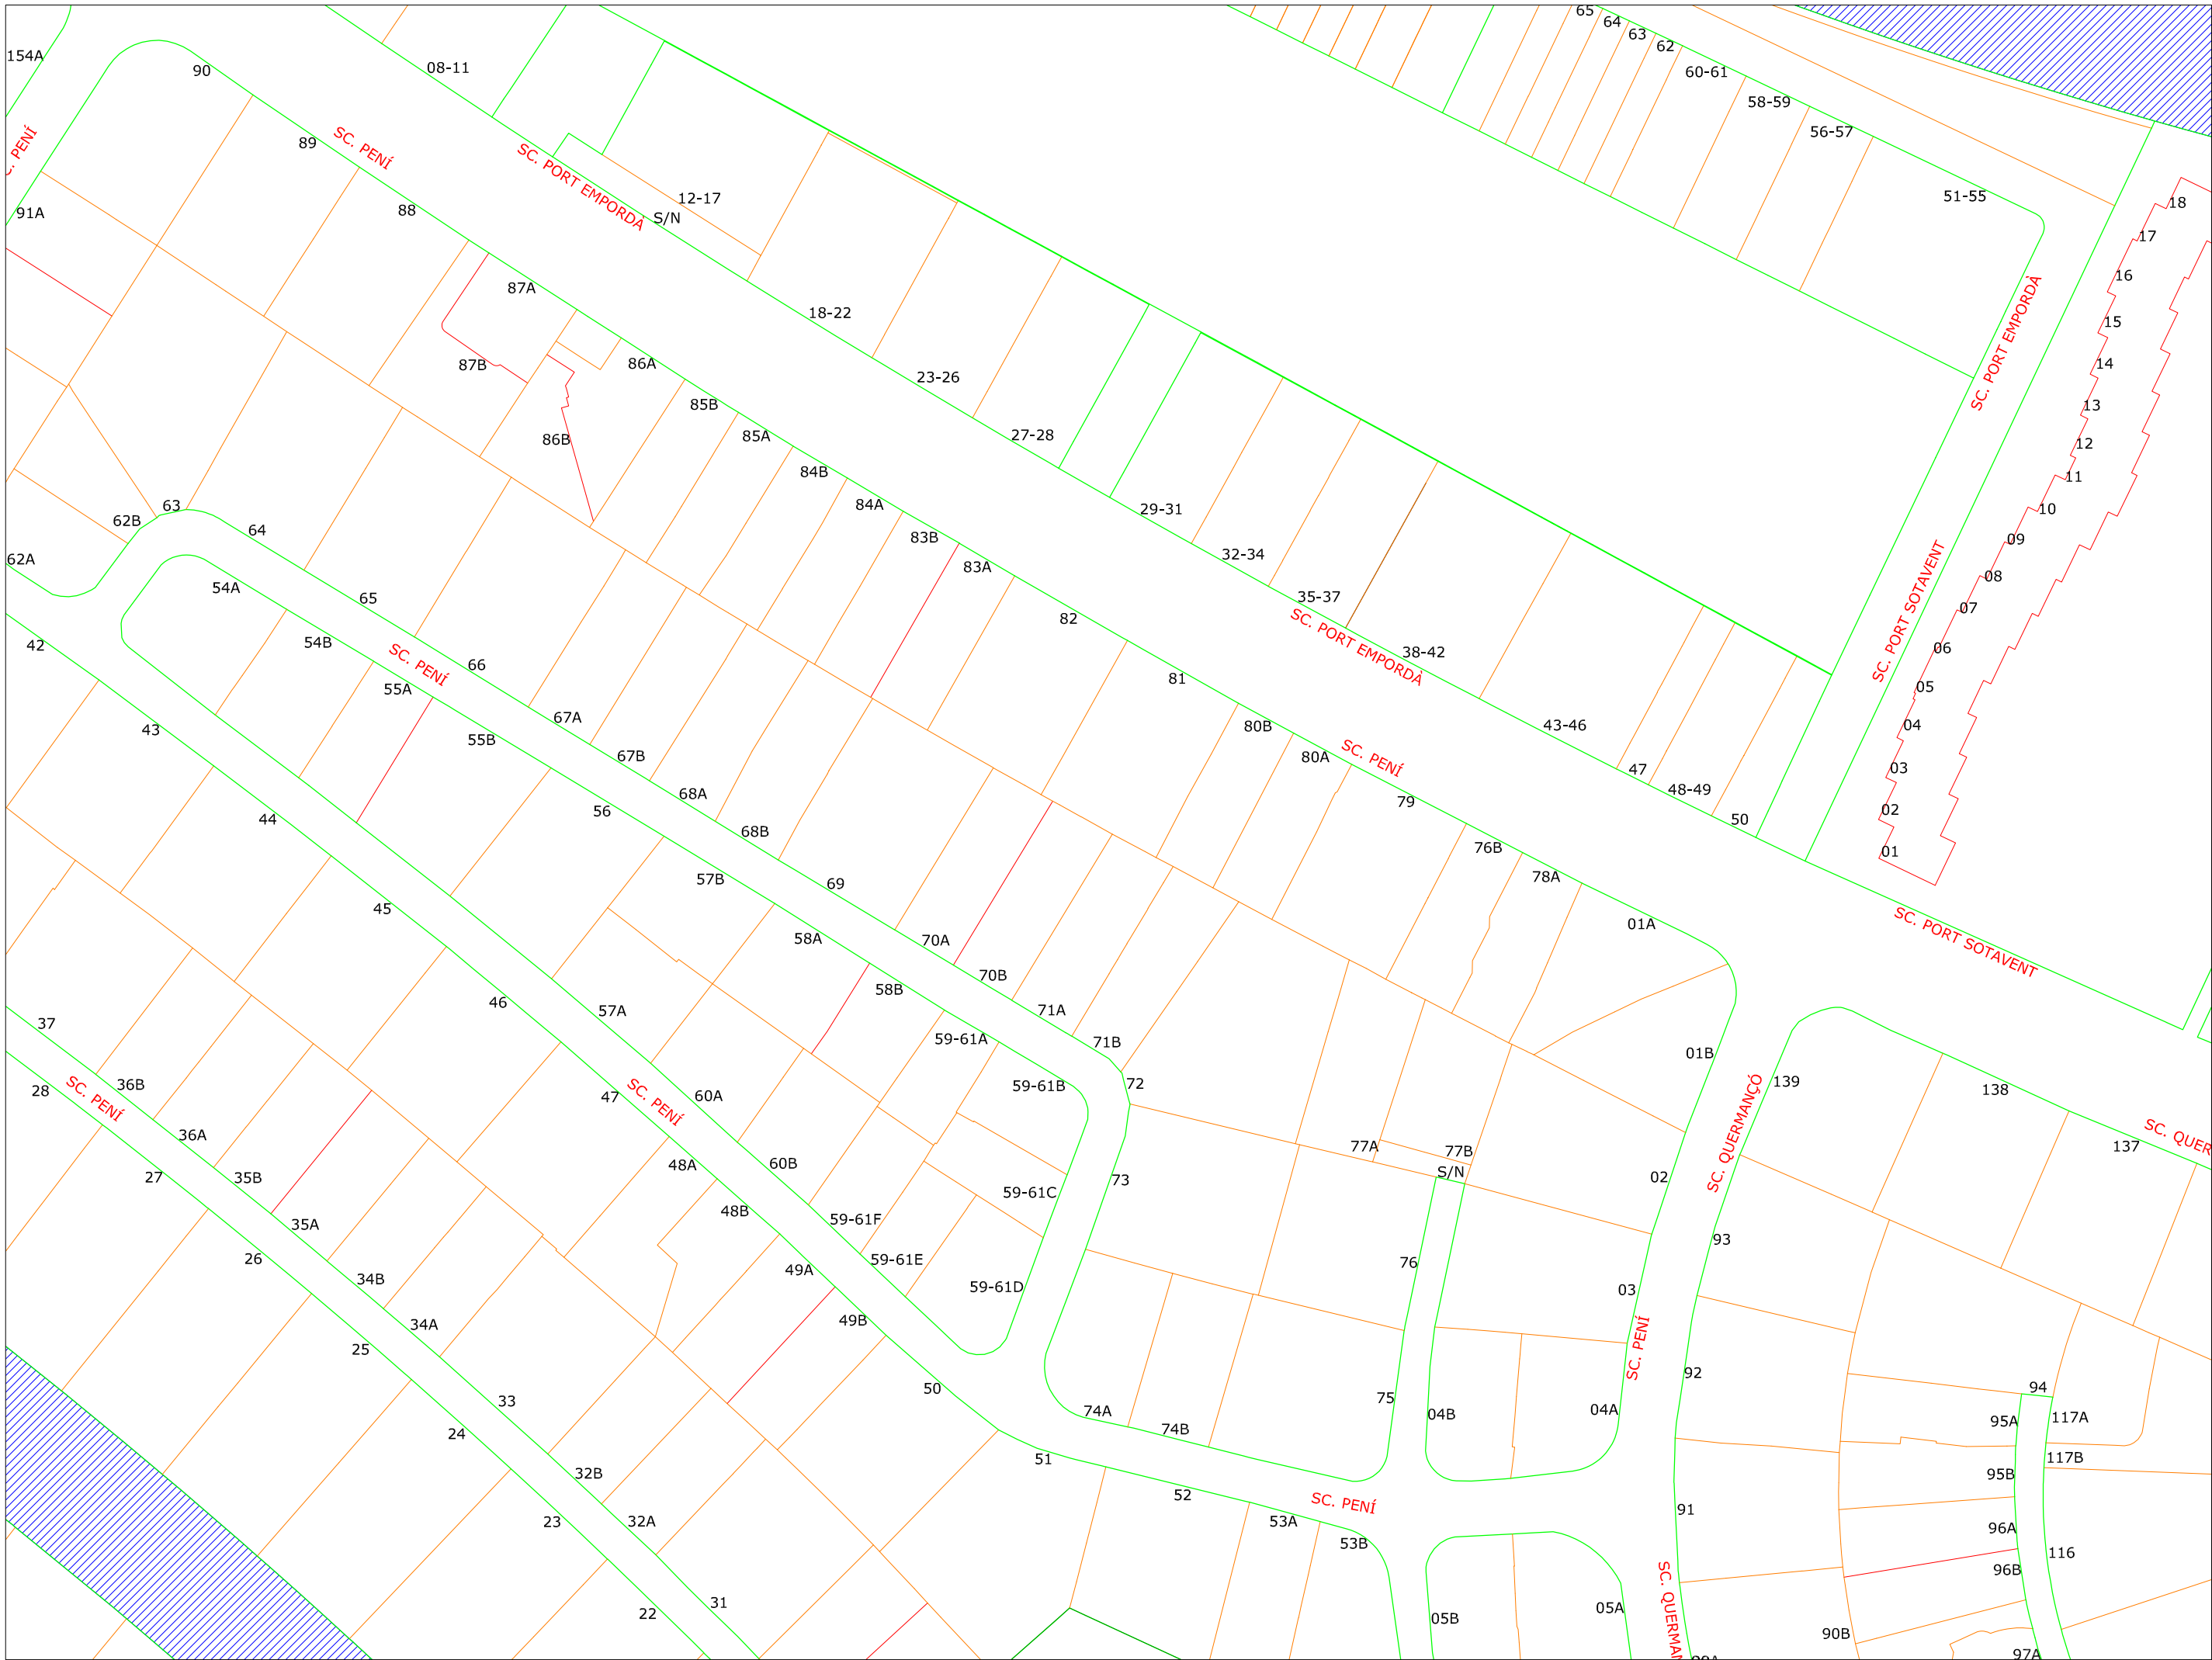 65
64
63
62
60-61
58-59
56-57
51-55
154A
90
08-11
SC. PENÍ
89
SC. PENÍ
SC. PORT EMPORDÀ
12-17
S/N
91A
88
87A
18-22
87B
86A
23-26
86B
85B
85A
27-28
84B
84A
29-31
83B
83A
32-34
82
35-37
SC. PORT EMPORDÀ
38-42
81
43-46
80B
80A
SC. PENÍ
79
47
48-49
50
SC. PORT EMPORDÀ
SC. PORT SOTAVENT
18
17
16
15
14
13
12
11
10
09
08
07
06
05
04
03
02
01
SC. PORT SOTAVENT
76B
78A
01A
01B
62B
63
64
62A
54A
65
54B
SC. PENÍ
66
42
55A
67A
55B
67B
43
68A
56
68B
44
57B
69
45
58A
70A
58B
70B
46
57A
71A
59-61A
71B
37
36B
28
SC. PENÍ
47
SC. PENÍ
60A
59-61B
72
36A
35B
27
48A
60B
59-61C
73
77A
77B
S/N
02
SC. QUERMANÇÓ
139
138
137
SC. QUER
35A
48B
59-61F
59-61E
59-61D
76
93
26
34B
49A
03
SC. PENÍ
34A
49B
25
33
50
74A
74B
75
04B
04A
92
94
95A
117A
24
32B
51
52
SC. PENÍ
53A
53B
91
95B
117B
23
32A
96A
116
96B
22
31
05B
05A
SC. QUERMAN
90B
97A